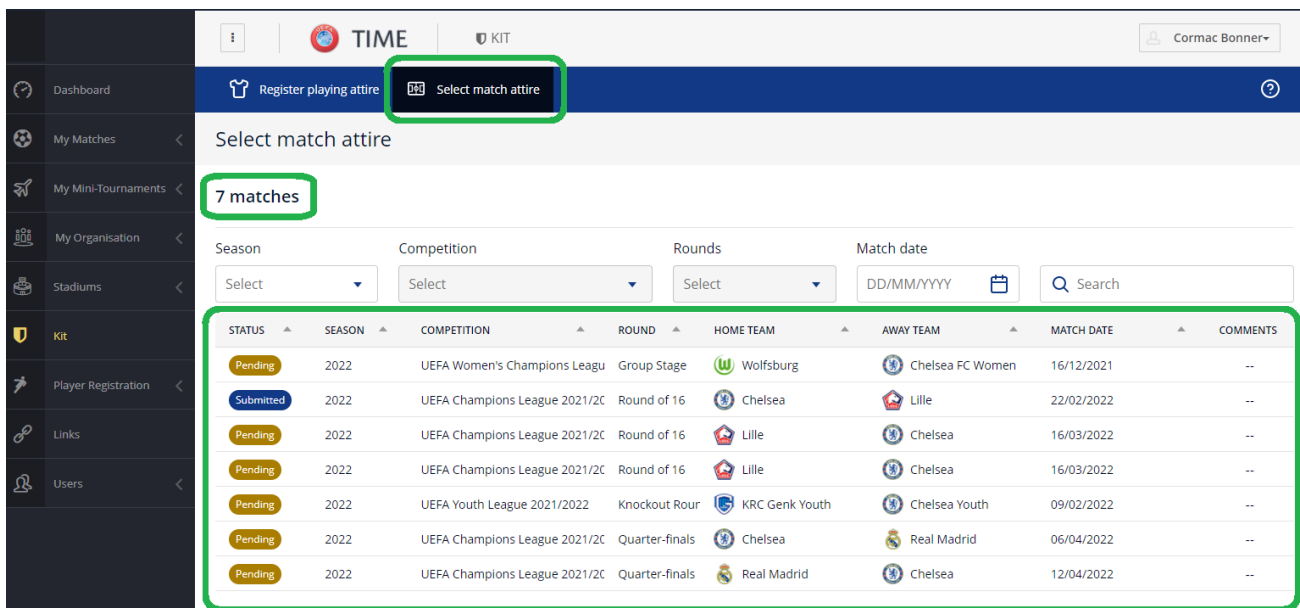 TIME
KIT
Cormac Bonner
Dashboard
My Matches
My Mini-Tournaments
My Organisation
Stadiums
Kit
Player Registration
Links
Users
Register playing attire
Select match attire
Select match attire
7 matches
Season Competition Rounds Match date
Select Select Select DD/MM/YYYY Search
STATUS SEASON COMPETITION ROUND HOME TEAM AWAY TEAM MATCH DATE COMMENTS
Pending 2022 UEFA Women's Champions Leagu Group Stage Wolfsburg Chelsea FC Women 16/12/2021 --
Submitted 2022 UEFA Champions League 2021/20 Round of 16 Chelsea Lille 22/02/2022 --
Pending 2022 UEFA Champions League 2021/20 Round of 16 Lille Chelsea 16/03/2022 --
Pending 2022 UEFA Champions League 2021/20 Round of 16 Lille Chelsea 16/03/2022 --
Pending 2022 UEFA Youth League 2021/2022 Knockout Roun KRC Genk Youth Chelsea Youth 09/02/2022 --
Pending 2022 UEFA Champions League 2021/20 Quarter-finals Chelsea Real Madrid 06/04/2022 --
Pending 2022 UEFA Champions League 2021/20 Quarter-finals Real Madrid Chelsea 12/04/2022 --